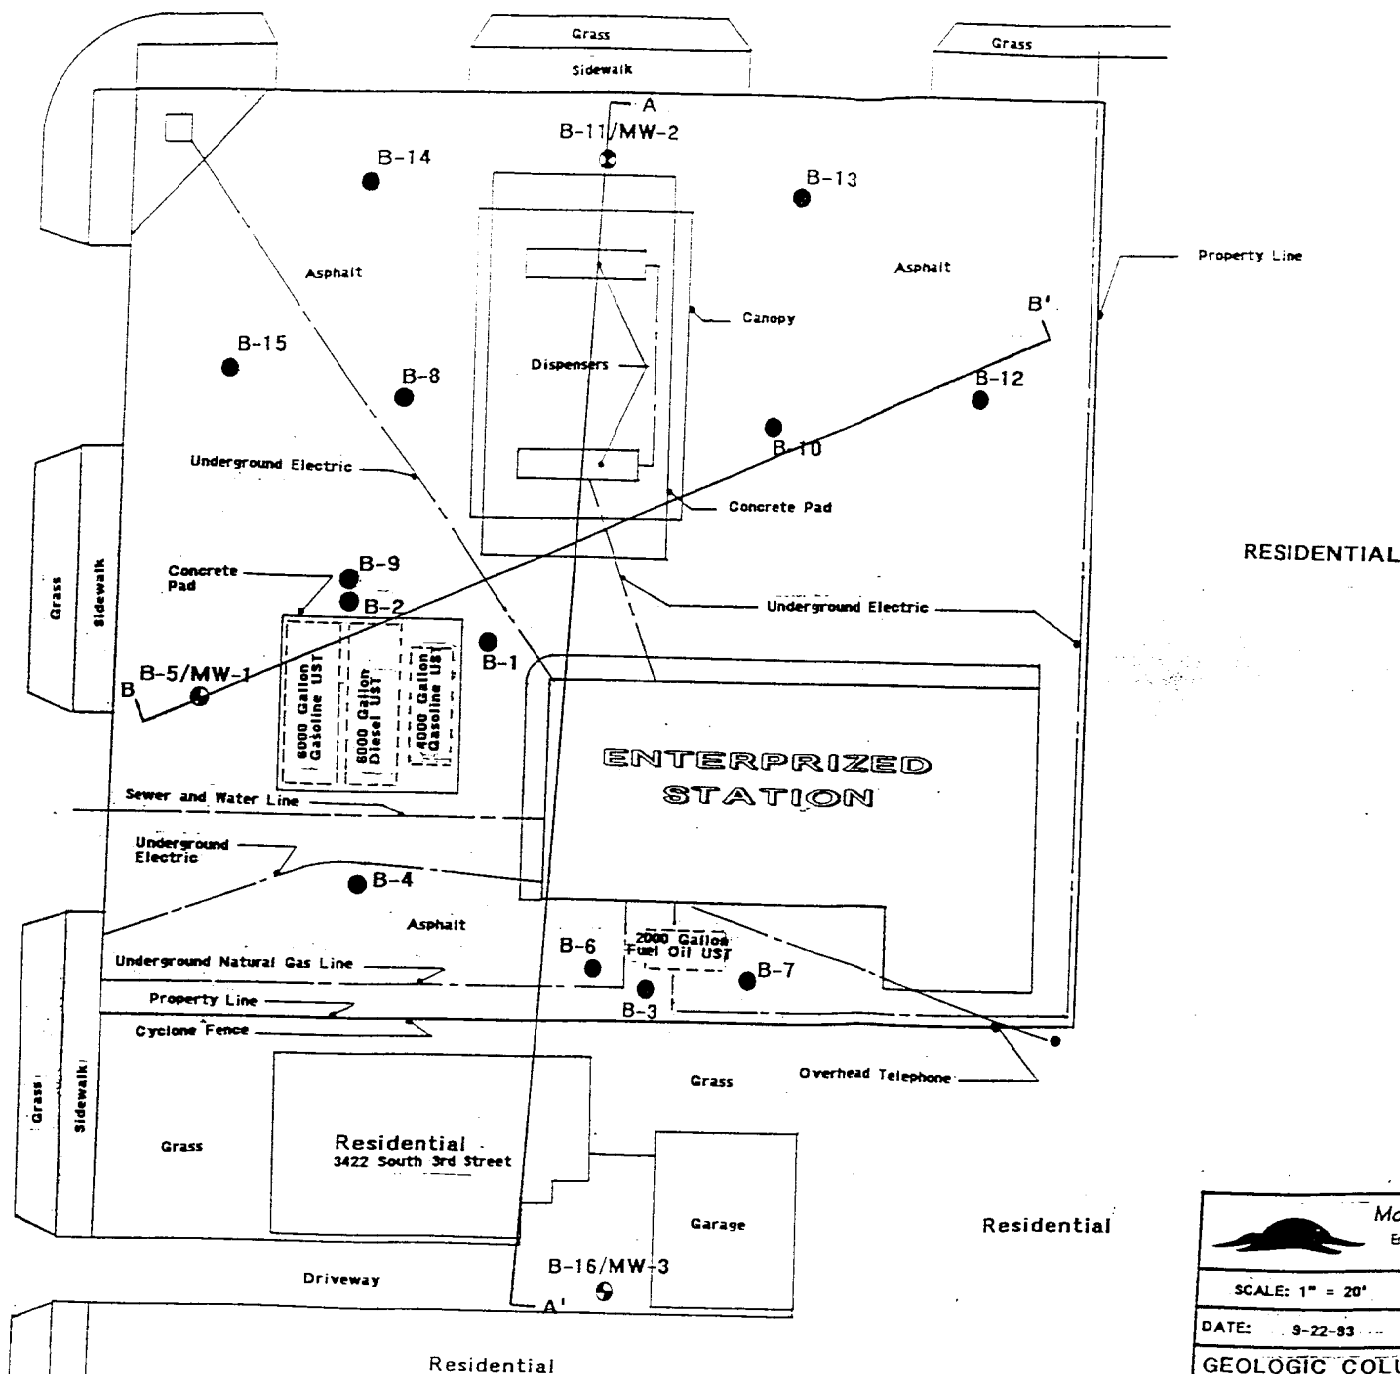 Grass
Grass
Sidewalk
A
B-11/MW-2
B-14
B-13
Property Line
Asphalt
Asphalt
B'
Canopy
B-15
Dispensers
B-8
B-12
B-10
Underground Electric
Concrete Pad
RESIDENTIAL
B-9
Concrete
Pad
B-2
Underground Electric
Grass
Sidewalk
B-1
B-5/MW-1
B
6000 Gallon
Gasoline UST
6000 Gallon
Diesel UST
4000 Gallon
Gasoline UST
ENTERPRIZED
STATION
Sewer and Water Line
Underground
Electric
B-4
Asphalt
B-6
2000 Gallon
Fuel Oil UST
B-7
Underground Natural Gas Line
B-3
Property Line
Cyclone Fence
Overhead Telephone
Grass
Grass
Sidewalk
Grass
Residential
3422 South 3rd Street
Garage
Residential
SCALE: 1" = 20'
DATE: 9-22-93
B-16/MW-3
Driveway
A'
Residential